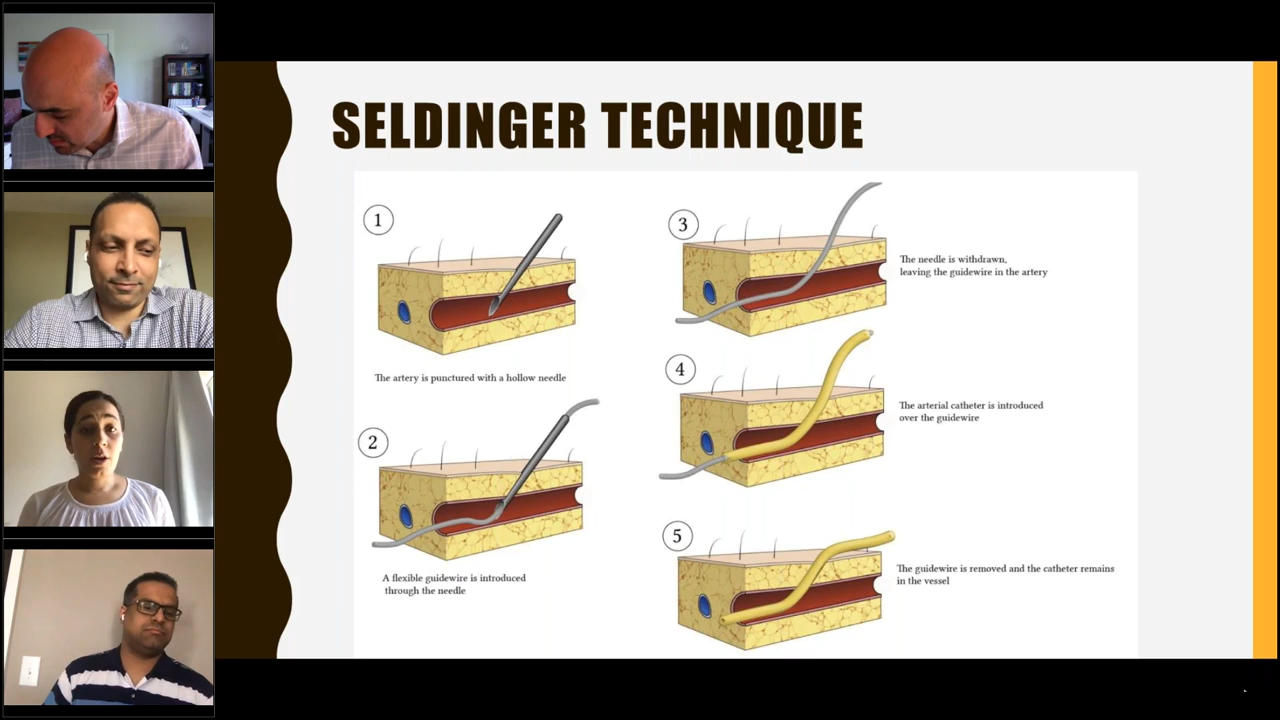 SELDINGER TECHNIQUE
1
The artery is punctured with a hollow needle
2
A flexible guidewire is introduced
through the needle
3
The needle is withdrawn,
leaving the guidewire in the artery
4
The arterial catheter is introduced
over the guidewire
5
The guidewire is removed and the catheter remains
in the vessel